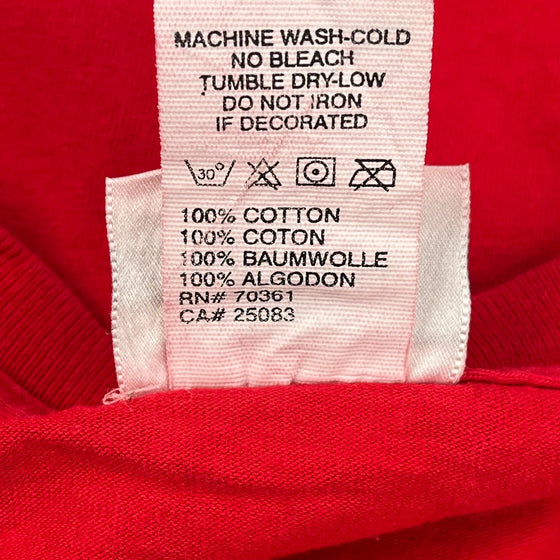 MACHINE WASH-COLD
NO BLEACH
TUMBLE DRY-LOW
DO NOT IRON
IF DECORATED
30°
100% COTTON
100% COTON
100% BAUMWOLLE
100% ALGODON
RN# 70361
CA# 25083